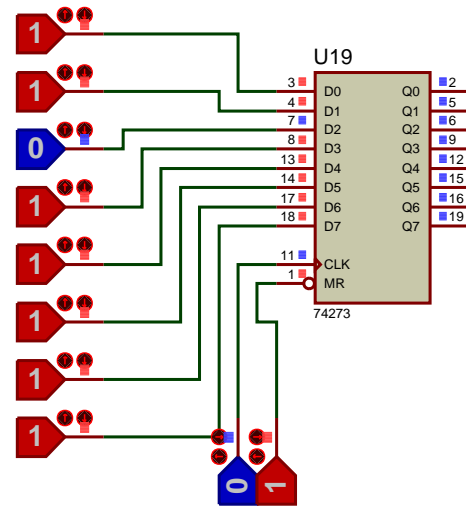 1
U19
1
3 D0 Q0 2
4 D1 Q1 5
0
7 D2 Q2 6
8 D3 Q3 9
13 D4 Q4 12
14 D5 Q5 15
1
17 D6 Q6 16
18 D7 Q7 19
1
11 CLK
1 MR
1
74273
1
1
0 1